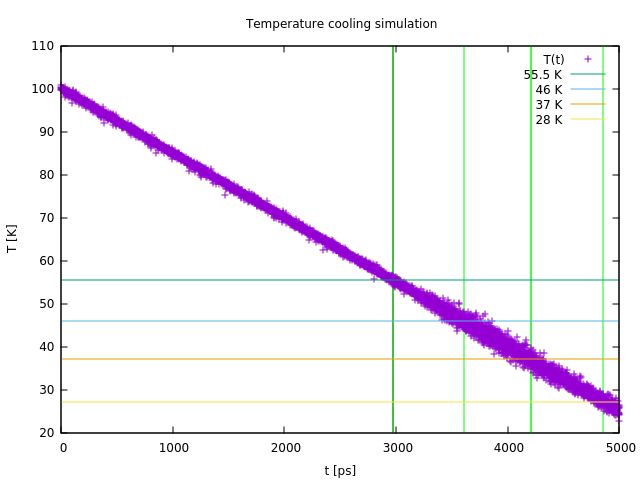 Temperature cooling simulation
110
100
90
80
70
60
50
40
30
20
T [K]
T(t)
55.5 K
46 K
37 K
28 K
0 1000 2000 3000 4000 5000
t [ps]